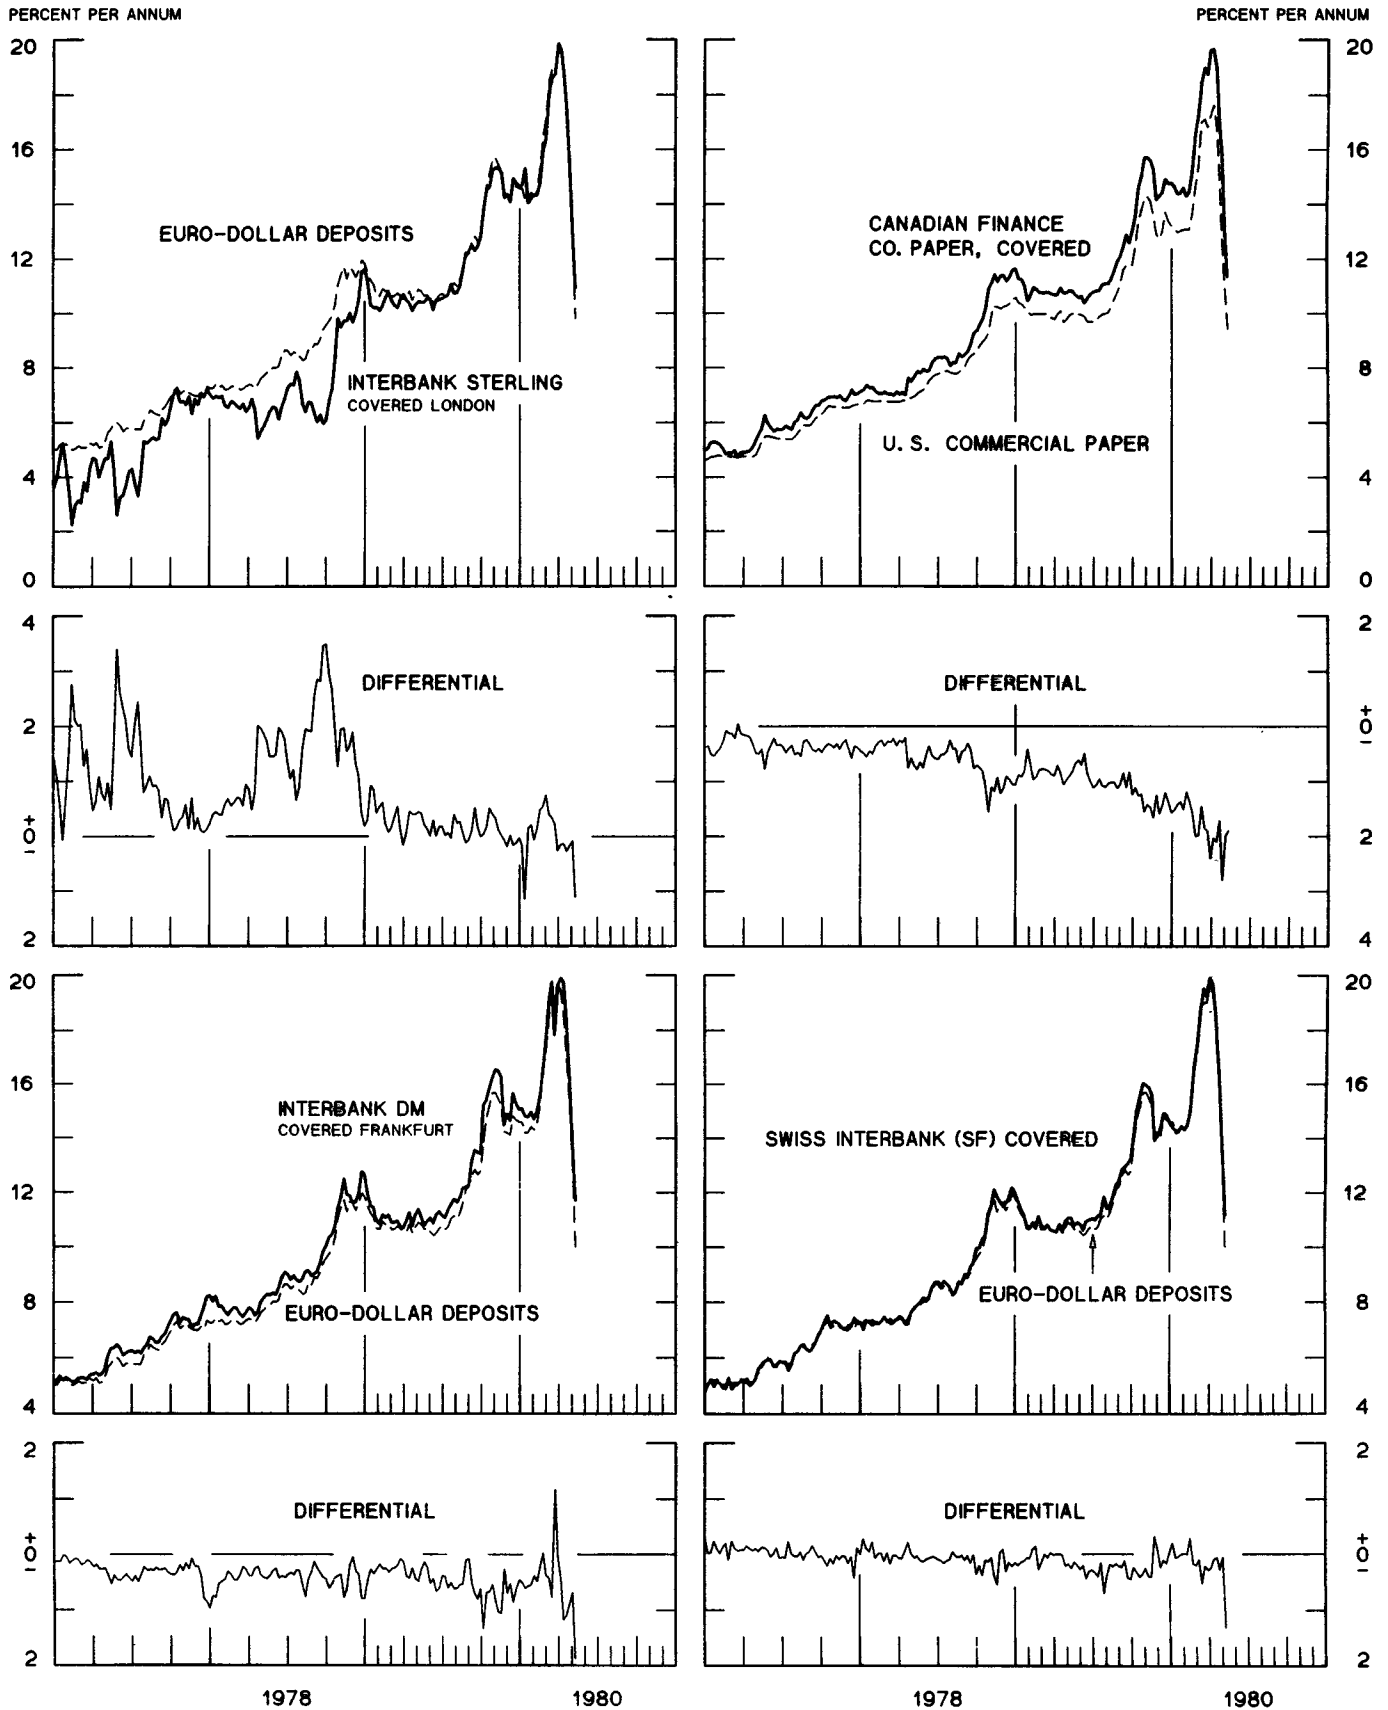 PERCENT PER ANNUM
PERCENT PER ANNUM
20
16
12
8
4
0
EURO-DOLLAR DEPOSITS
INTERBANK STERLING
COVERED LONDON
20
16
12
8
4
0
CANADIAN FINANCE
CO. PAPER, COVERED
U. S. COMMERCIAL PAPER
4
2
+
0
−
2
DIFFERENTIAL
2
+
0
−
2
4
DIFFERENTIAL
20
16
12
8
4
INTERBANK DM
COVERED FRANKFURT
EURO-DOLLAR DEPOSITS
20
16
12
8
4
SWISS INTERBANK (SF) COVERED
EURO-DOLLAR DEPOSITS
2
+
0
−
2
DIFFERENTIAL
2
+
0
−
2
DIFFERENTIAL
1978
1980
1978
1980